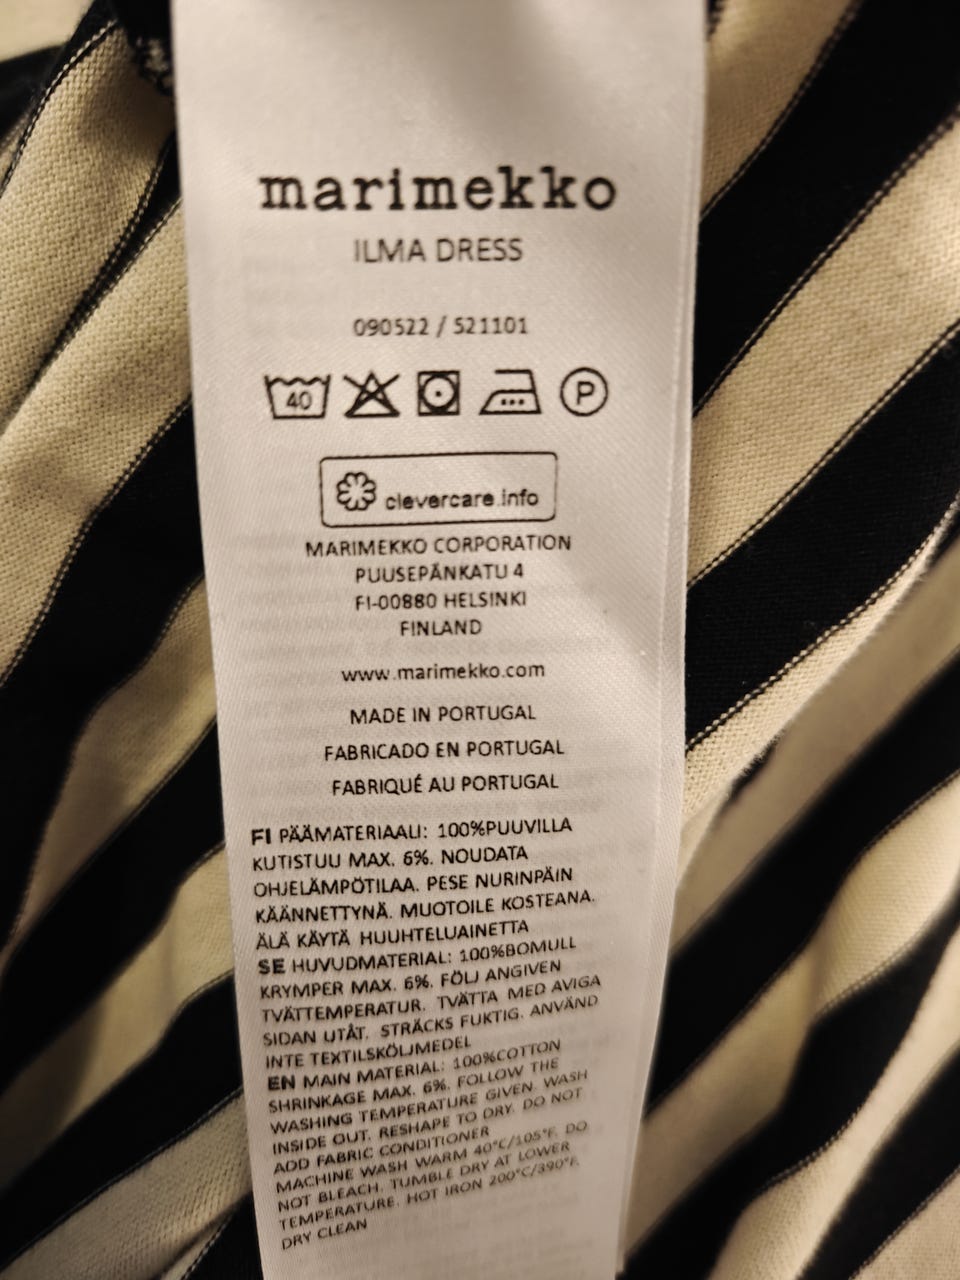 marimekko
ILMA DRESS
090522 / 521101
40
P
clevercare.info
MARIMEKKO CORPORATION
PUUSEPÄNKATU 4
FI-00880 HELSINKI
FINLAND
www.marimekko.com
MADE IN PORTUGAL
FABRICADO EN PORTUGAL
FABRIQUÉ AU PORTUGAL
FI PÄÄMATERIAALI: 100%PUUVILLA
KUTISTUU MAX. 6%. NOUDATA
OHJELÄMPÖTILAA. PESE NURINPÄIN
KÄÄNNETTYNÄ. MUOTOILE KOSTEANA.
ÄLÄ KÄYTÄ HUUHTELUAINETTA
SE HUVUDMATERIAL: 100%BOMULL
KRYMPER MAX. 6%. FÖLJ ANGIVEN
TVÄTTEMPERATUR. TVÄTTA MED AVIGA
SIDAN UTÅT. STRÄCKS FUKTIG. ANVÄND
INTE TEXTILSKÖLJMEDEL
EN MAIN MATERIAL: 100%COTTON
SHRINKAGE MAX. 6%. FOLLOW THE
WASHING TEMPERATURE GIVEN. WASH
INSIDE OUT. RESHAPE TO DRY. DO NOT
ADD FABRIC CONDITIONER
MACHINE WASH WARM 40°C/105°F. DO
NOT BLEACH. TUMBLE DRY AT LOWER
TEMPERATURE. HOT IRON 200°C/390°F.
DRY CLEAN